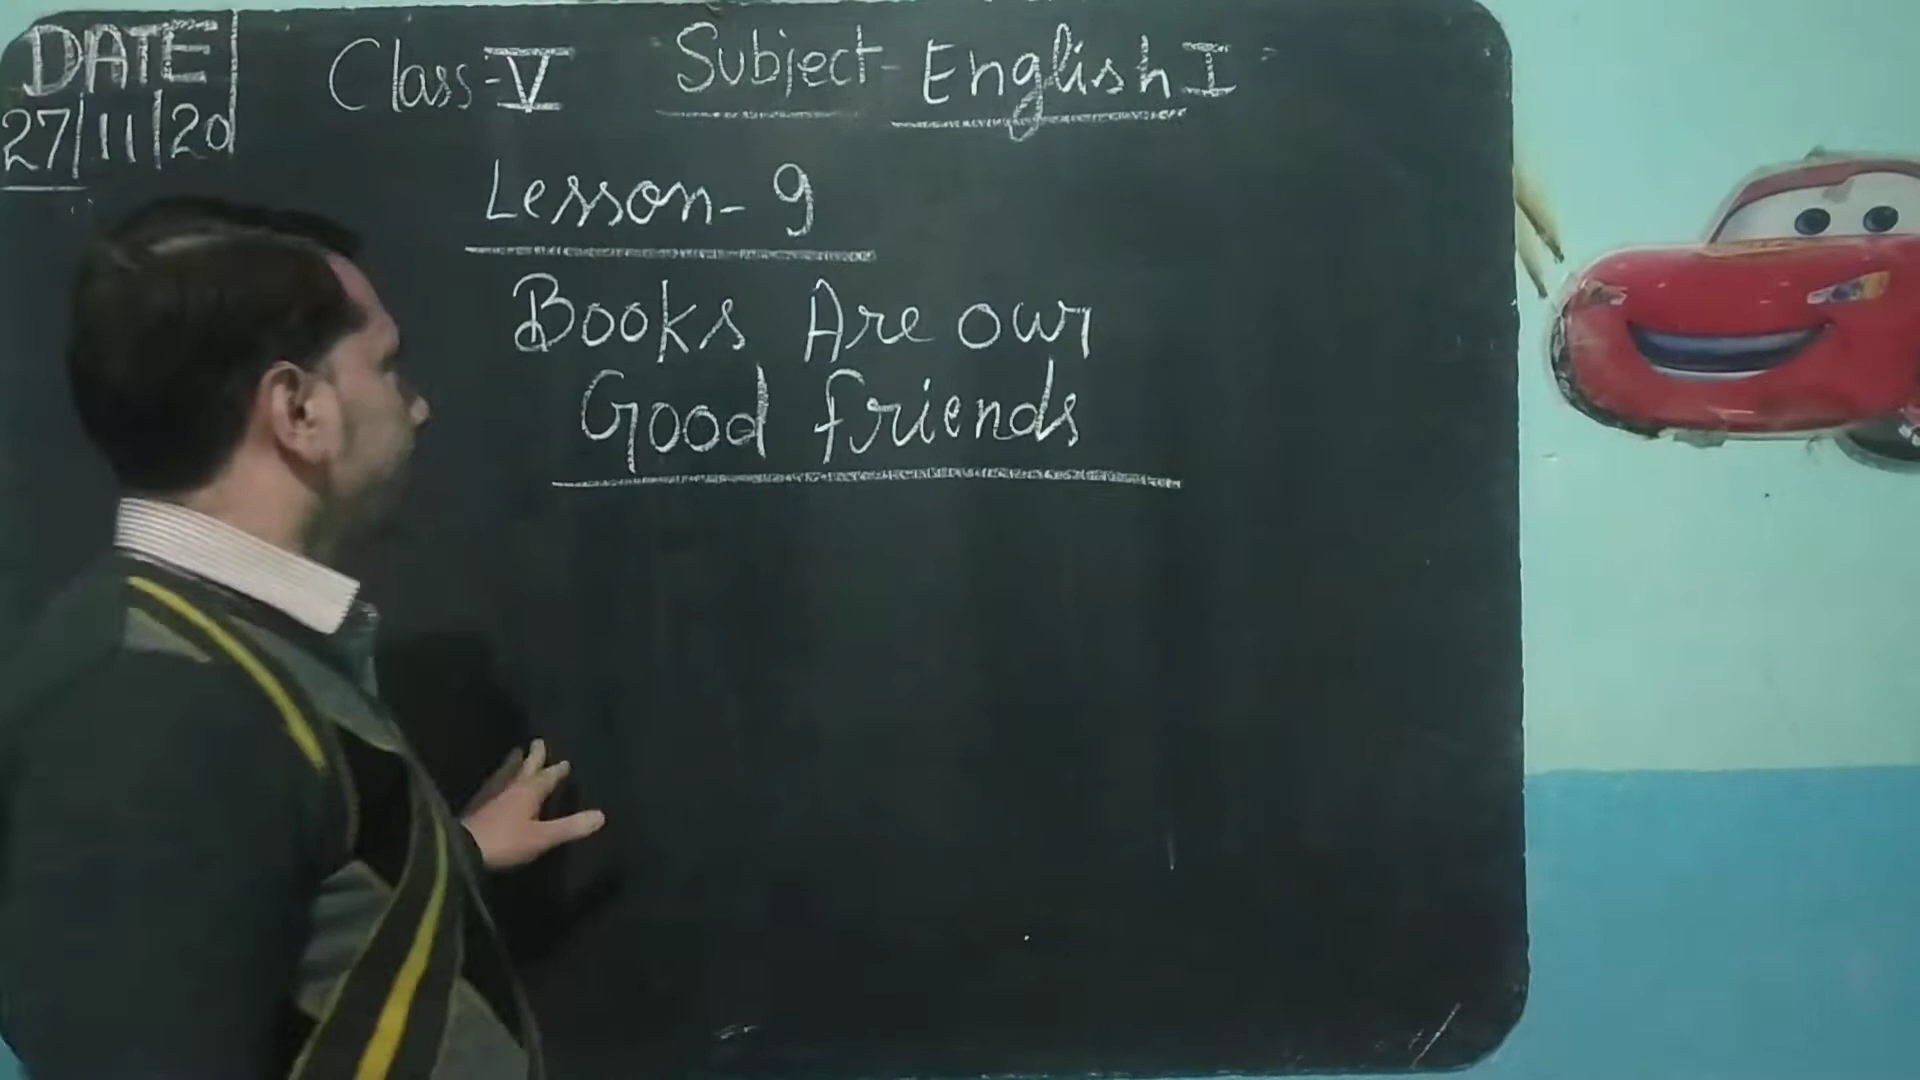 DATE
27/11/20
Class-V Subject- English I
Lesson-9
Books Are our
Good friends